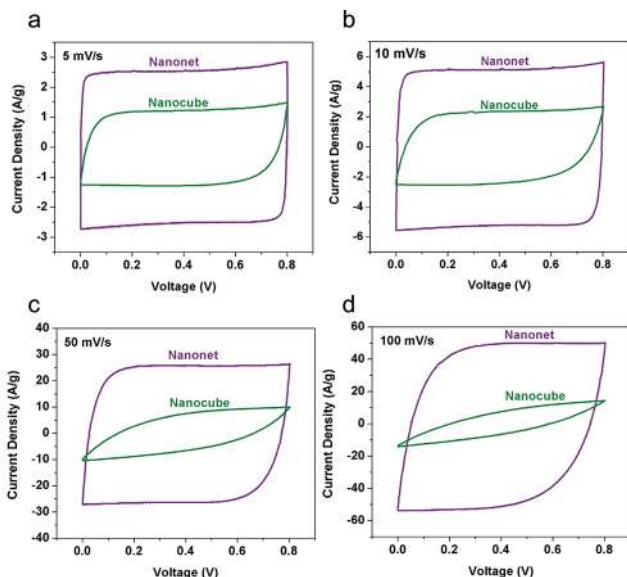 a
5 mV/s
Nanonet
Nanocube
3
2
1
0
-1
-2
-3
0.0 0.2 0.4 0.6 0.8
Voltage (V)
Current Density (A/g)
b
10 mV/s
Nanonet
Nanocube
6
4
2
0
-2
-4
-6
0.0 0.2 0.4 0.6 0.8
Voltage (V)
Current Density (A/g)
c
50 mV/s
Nanonet
Nanocube
40
30
20
10
0
-10
-20
-30
-40
0.0 0.2 0.4 0.6 0.8
Voltage (V)
Current Density (A/g)
d
100 mV/s
Nanonet
Nanocube
60
40
20
0
-20
-40
-60
0.0 0.2 0.4 0.6 0.8
Voltage (V)
Current Density (A/g)